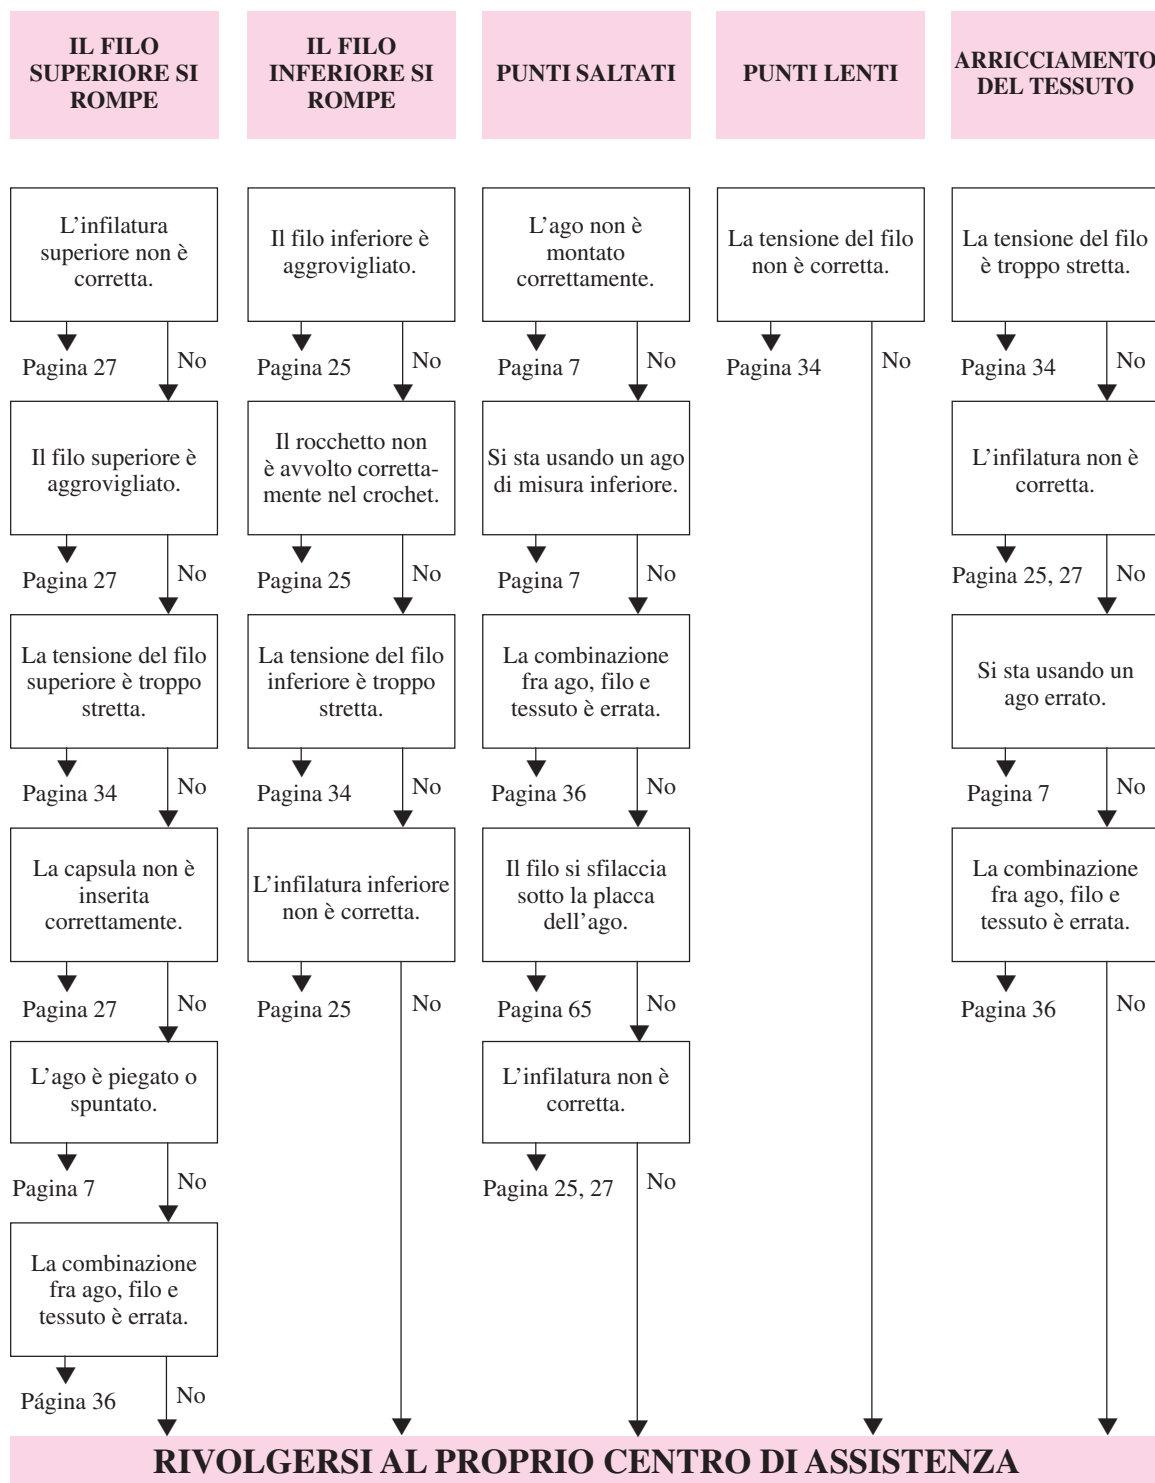 IL FILO
SUPERIORE SI
ROMPE
L'infilatura
superiore non è
corretta.
Pagina 27
No
Il filo superiore è
aggrovigliato.
Pagina 27
No
La tensione del filo
superiore è troppo
stretta.
Pagina 34
No
La capsula non è
inserita
correttamente.
Pagina 27
No
L'ago è piegato o
spuntato.
Pagina 7
No
La combinazione
fra ago, filo e
tessuto è errata.
Página 36
No
IL FILO
INFERIORE SI
ROMPE
Il filo inferiore è
aggrovigliato.
Pagina 25
No
Il rocchetto non
è avvolto corretta-
mente nel crochet.
Pagina 25
No
La tensione del filo
inferiore è troppo
stretta.
Pagina 34
No
L'infilatura inferiore
non è corretta.
Pagina 25
No
PUNTI SALTATI
L'ago non è
montato
correttamente.
Pagina 7
No
Si sta usando un ago
di misura inferiore.
Pagina 7
No
La combinazione
fra ago, filo e
tessuto è errata.
Pagina 36
No
Il filo si sfilaccia
sotto la placca
dell'ago.
Pagina 65
No
L'infilatura non è
corretta.
Pagina 25, 27
No
PUNTI LENTI
La tensione del filo
non è corretta.
Pagina 34
No
ARRICCIAMENTO
DEL TESSUTO
La tensione del filo
è troppo stretta.
Pagina 34
No
L'infilatura non è
corretta.
Pagina 25, 27
No
Si sta usando un
ago errato.
Pagina 7
No
La combinazione
fra ago, filo e
tessuto è errata.
Pagina 36
No
RIVOLGERSI AL PROPRIO CENTRO DI ASSISTENZA